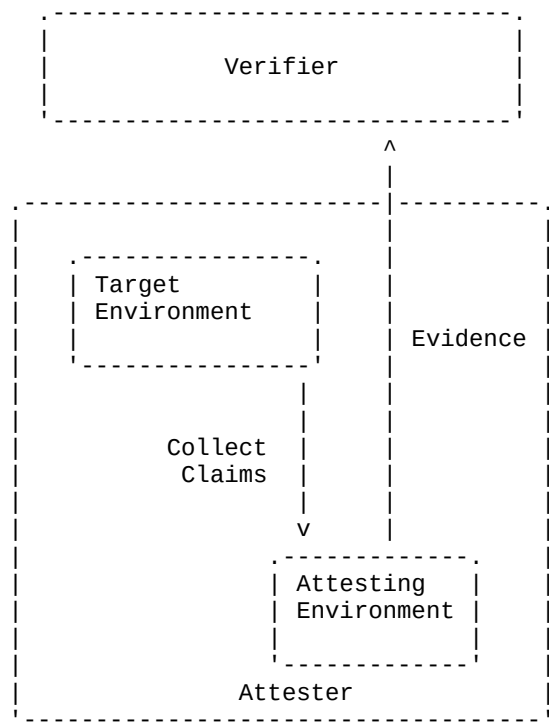 Verifier
Target
Environment
Evidence
Collect
Claims
Attesting
Environment
Attester